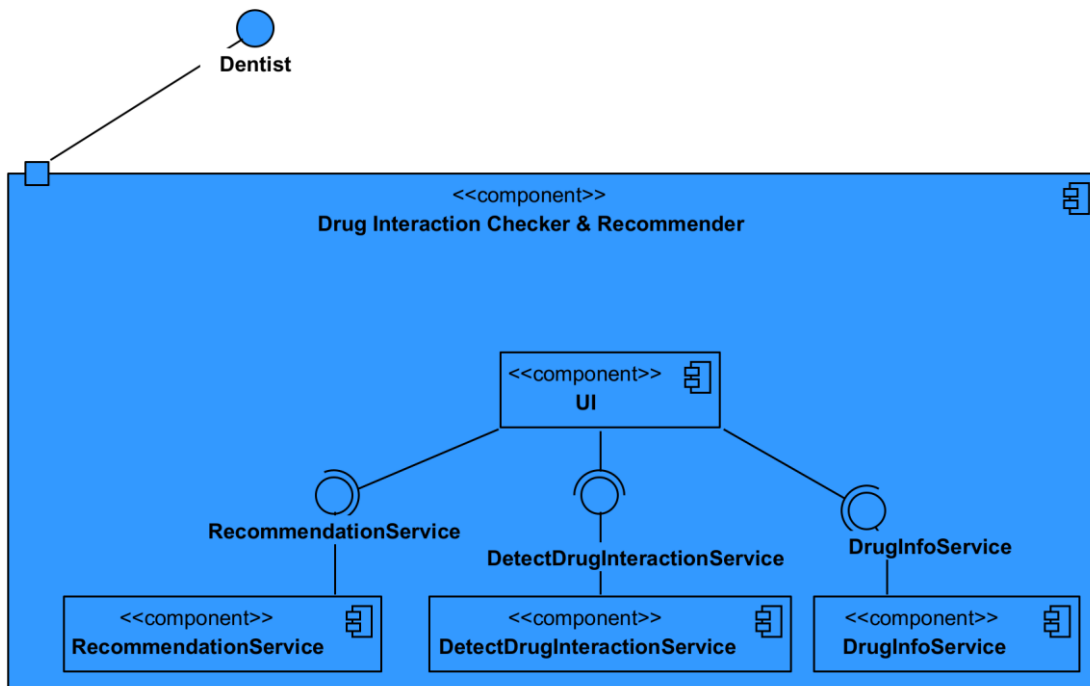 Dentist
<<component>>
Drug Interaction Checker & Recommender
<<component>>
UI
RecommendationService
DetectDrugInteractionService
DrugInfoService
<<component>>
RecommendationService
<<component>>
DetectDrugInteractionService
<<component>>
DrugInfoService